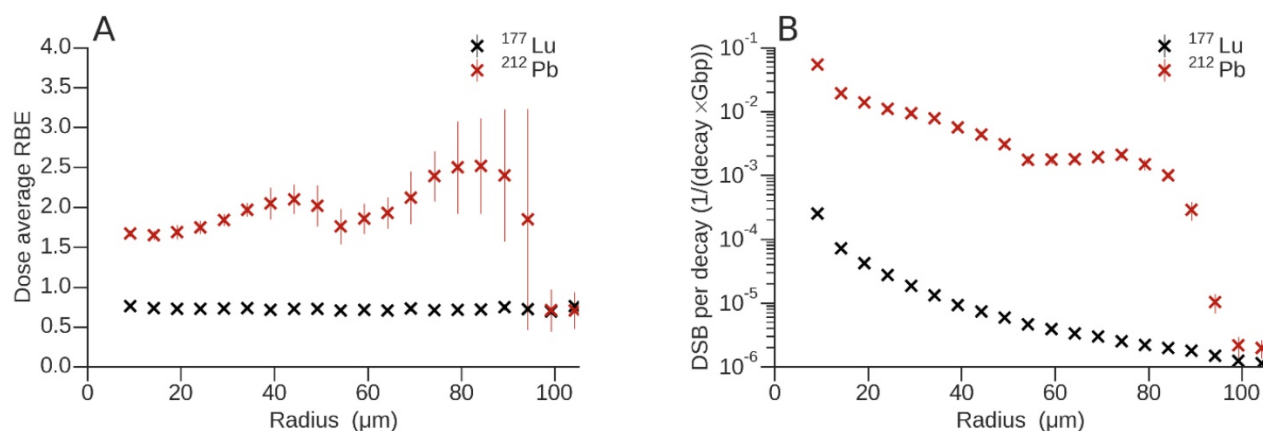 A
Dose average RBE
4.0
3.5
3.0
2.5
2.0
1.5
1.0
0.5
0.0
0 20 40 60 80 100
Radius (μm)
¹⁷⁷Lu
²¹²Pb
B
DSB per decay (1/(decay ×Gbp))
10⁻¹
10⁻²
10⁻³
10⁻⁴
10⁻⁵
10⁻⁶
0 20 40 60 80 100
Radius (μm)
¹⁷⁷Lu
²¹²Pb